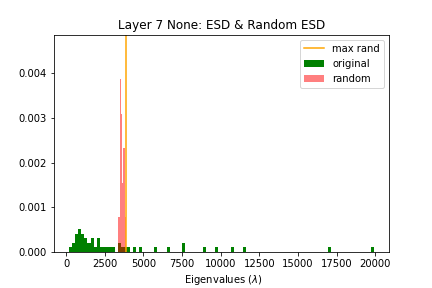 Layer 7 None: ESD & Random ESD
max rand
original
random
0.004
0.003
0.002
0.001
0.000
0 2500 5000 7500 10000 12500 15000 17500 20000
Eigenvalues (λ)